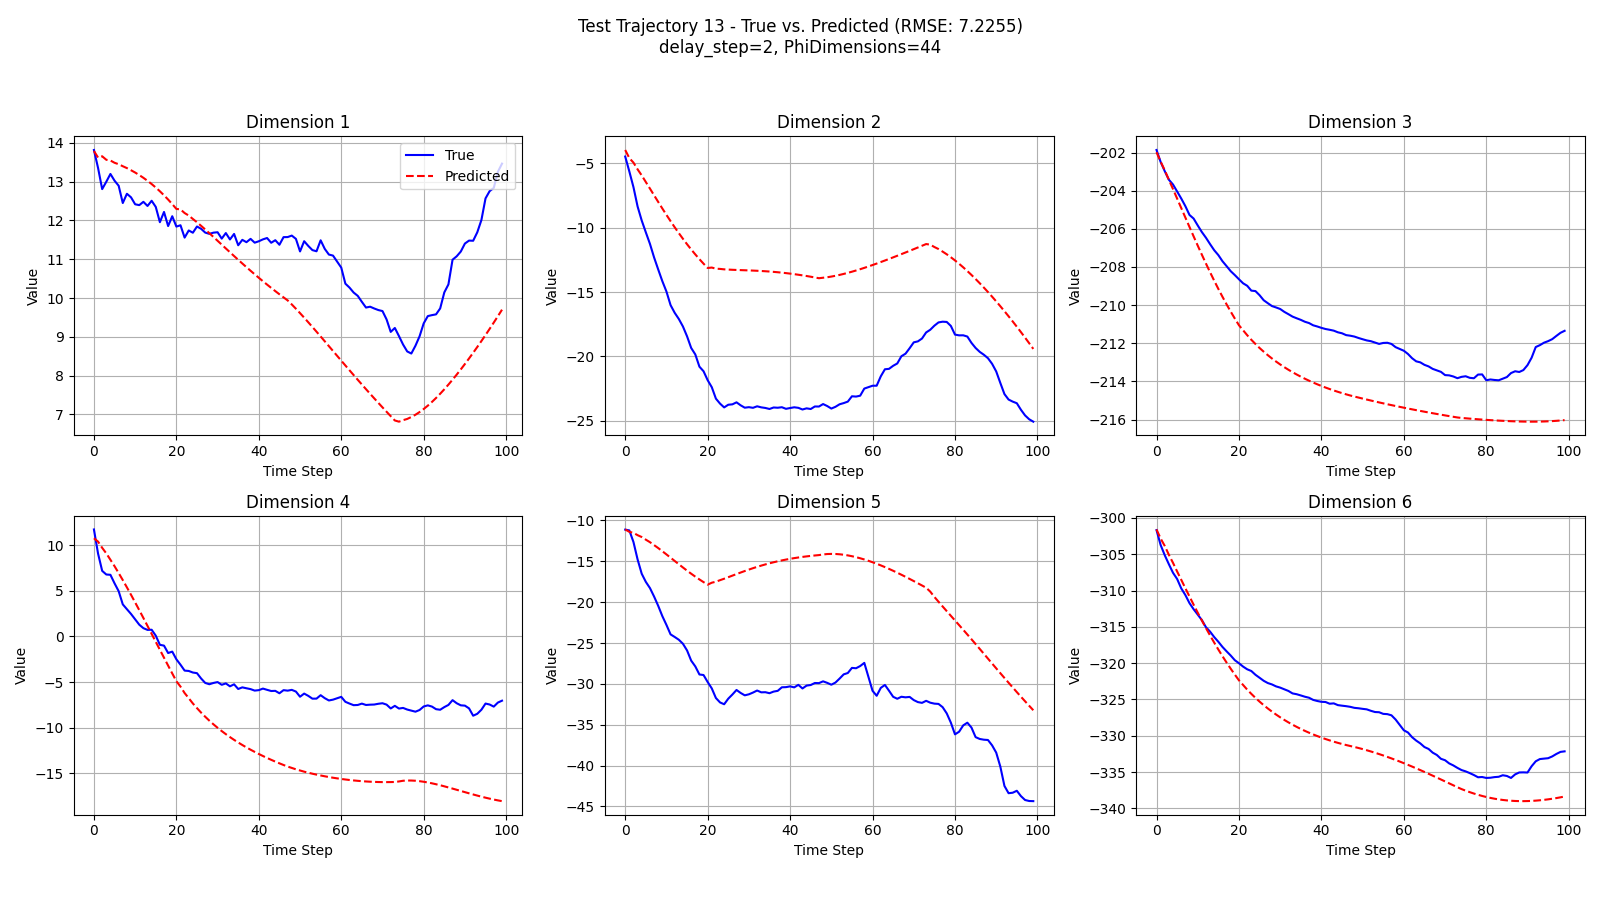 Test Trajectory 13 - True vs. Predicted (RMSE: 7.2255)
delay_step=2, PhiDimensions=44
Dimension 1
14
13
12
11
10
9
8
7
Value
0 20 40 60 80 100
Time Step
True
Predicted
Dimension 2
−5
−10
−15
−20
−25
Value
0 20 40 60 80 100
Time Step
Dimension 3
−202
−204
−206
−208
−210
−212
−214
−216
Value
0 20 40 60 80 100
Time Step
Dimension 4
10
5
0
−5
−10
−15
Value
0 20 40 60 80 100
Time Step
Dimension 5
−10
−15
−20
−25
−30
−35
−40
−45
Value
0 20 40 60 80 100
Time Step
Dimension 6
−300
−305
−310
−315
−320
−325
−330
−335
−340
Value
0 20 40 60 80 100
Time Step